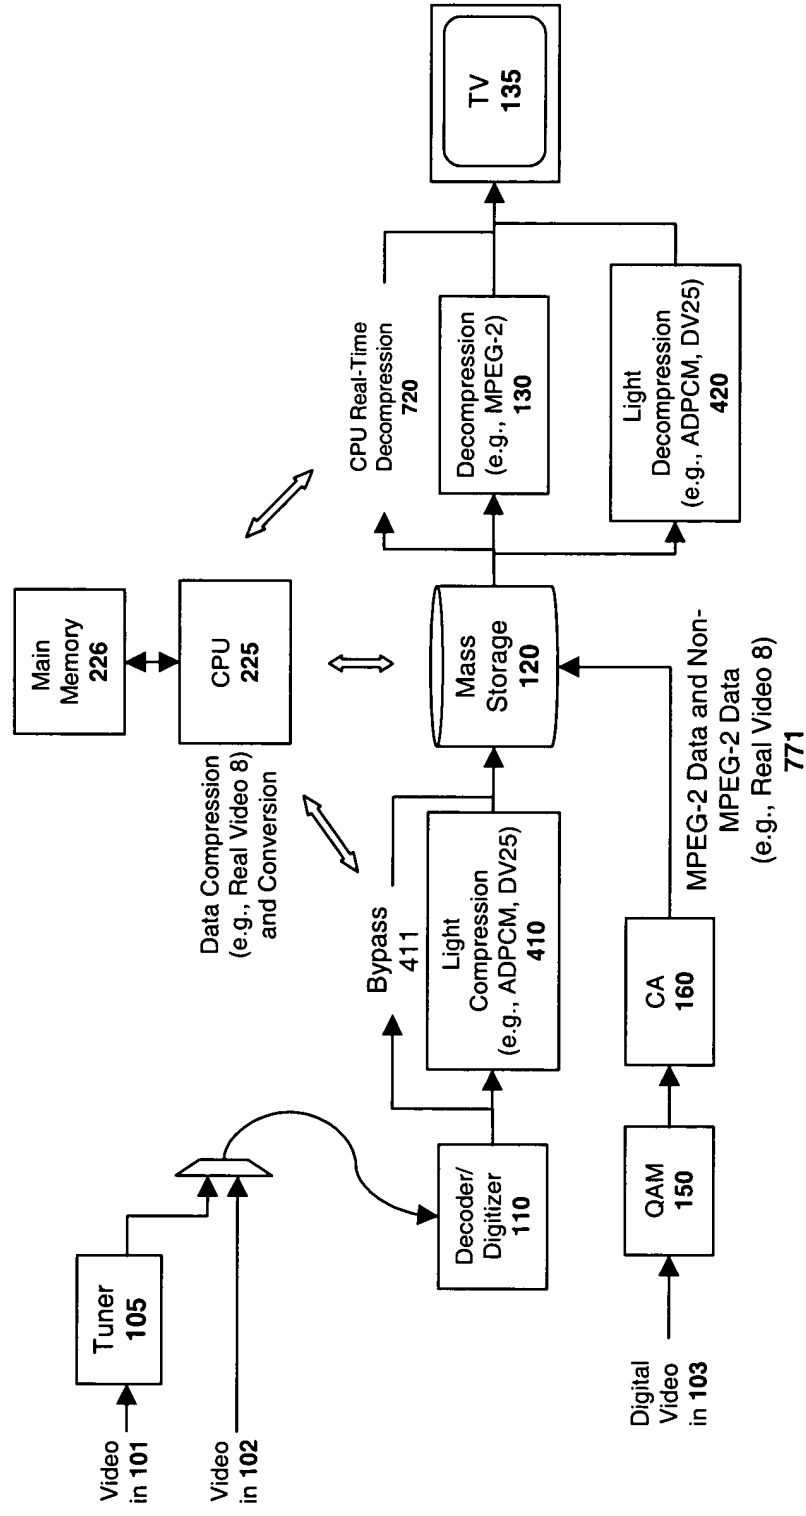 Video
in 101
Tuner
105
Video
in 102
Main
Memory
226
CPU
225
Data Compression
(e.g., Real Video 8)
and Conversion
Bypass
411
CPU Real-Time
Decompression
720
Decoder/
Digitizer
110
Light
Compression
(e.g., ADPCM, DV25)
410
Mass
Storage
120
Decompression
(e.g., MPEG-2)
130
TV
135
Light
Decompression
(e.g., ADPCM, DV25)
420
Digital
Video
in 103
QAM
150
CA
160
MPEG-2 Data and Non-
MPEG-2 Data
(e.g., Real Video 8)
771